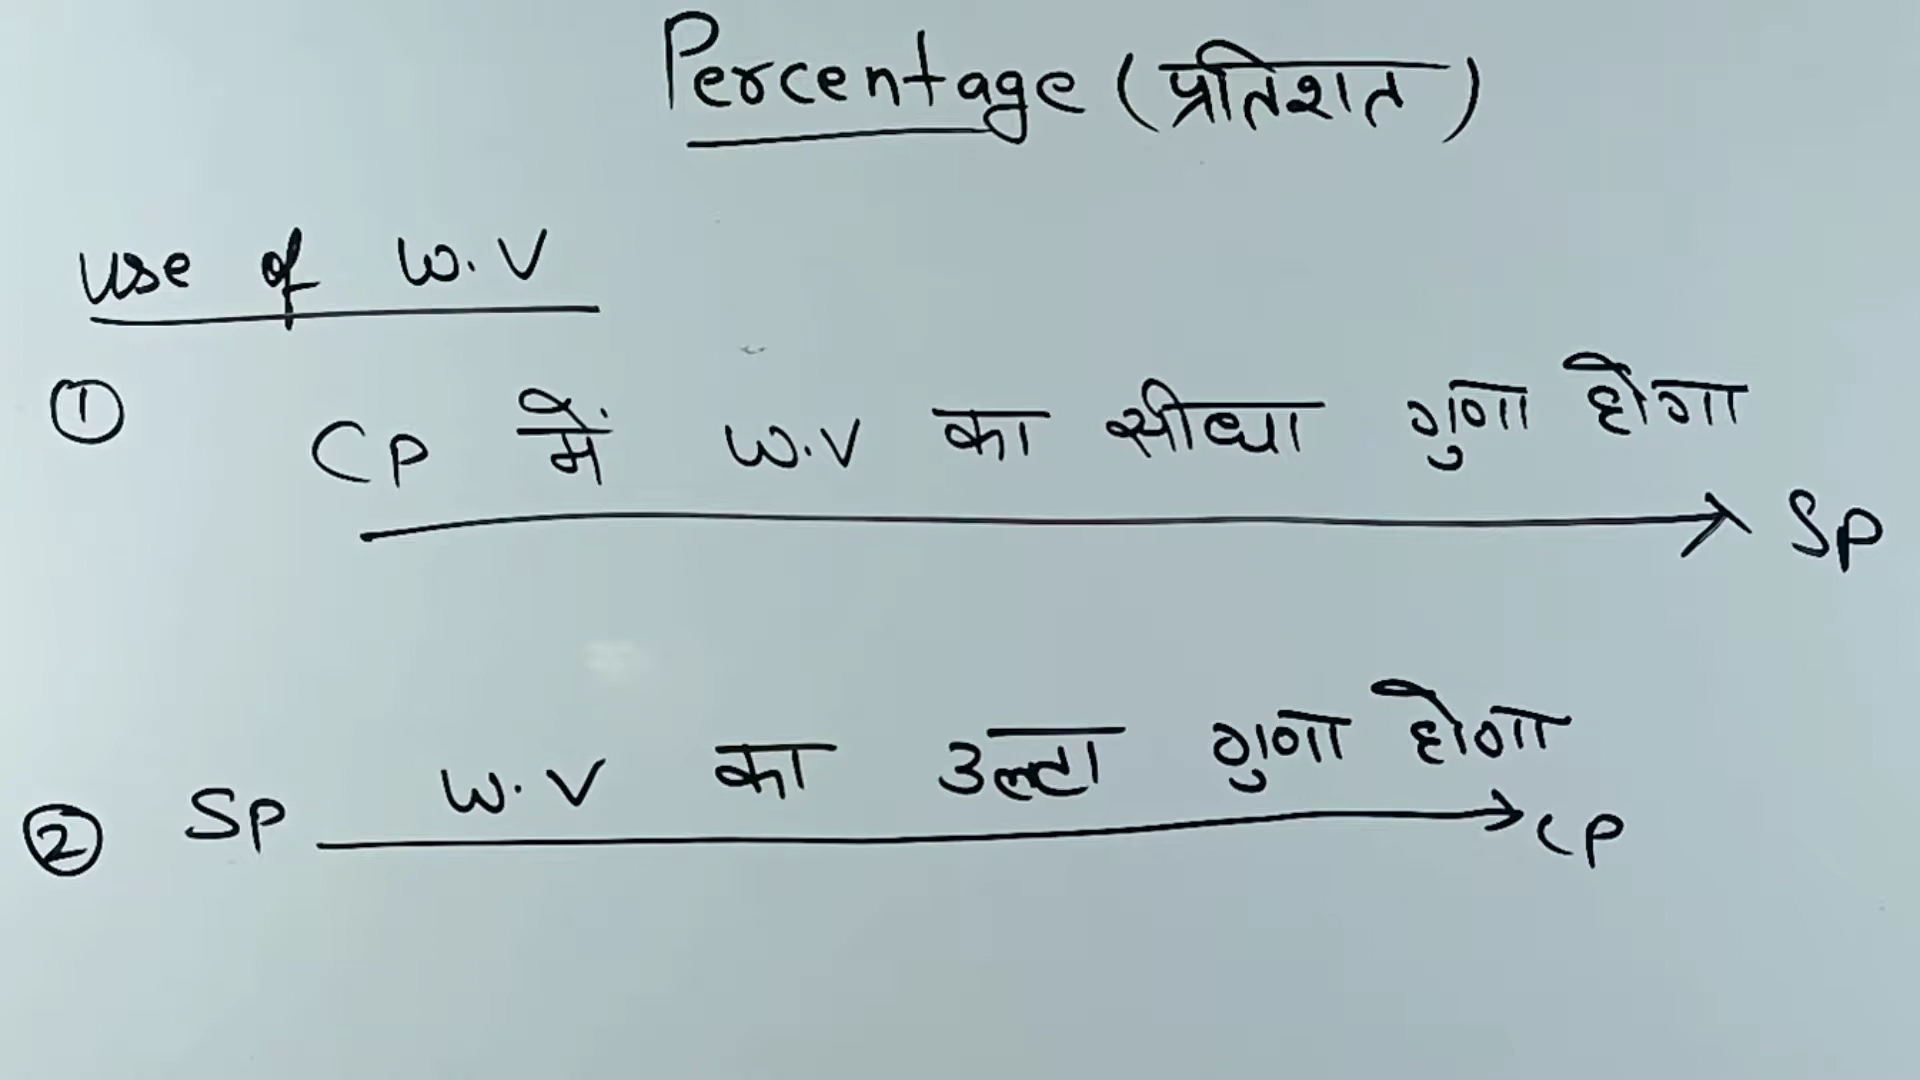 Percentage (प्रतिशत)
use of W.V
① CP में W.V का सीधा गुणा होगा
SP
② SP W.V का उल्टा गुणा होगा
CP